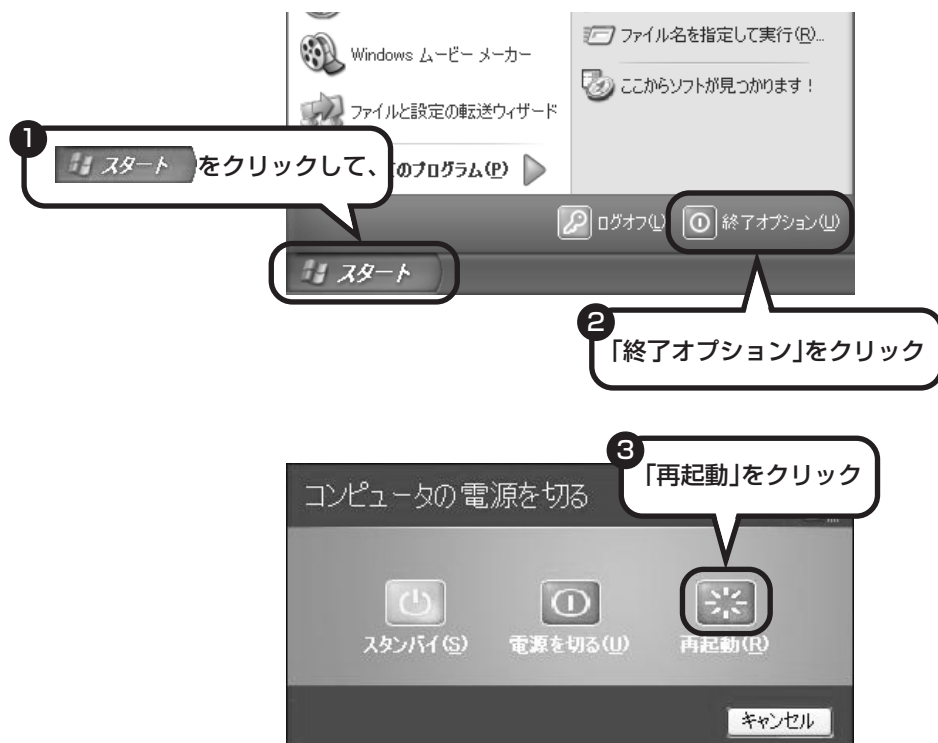 Windows ムービー メーカー
ファイルと設定の転送ウィザード
のプログラム(P)
ファイル名を指定して実行(R)...
ここからソフトが見つかります!
1
スタート をクリックして、
ログオフ(L)
終了オプション(U)
スタート
2
「終了オプション」をクリック
3
「再起動」をクリック
コンピュータの電源を切る
スタンバイ(S)
電源を切る(U)
再起動(R)
キャンセル